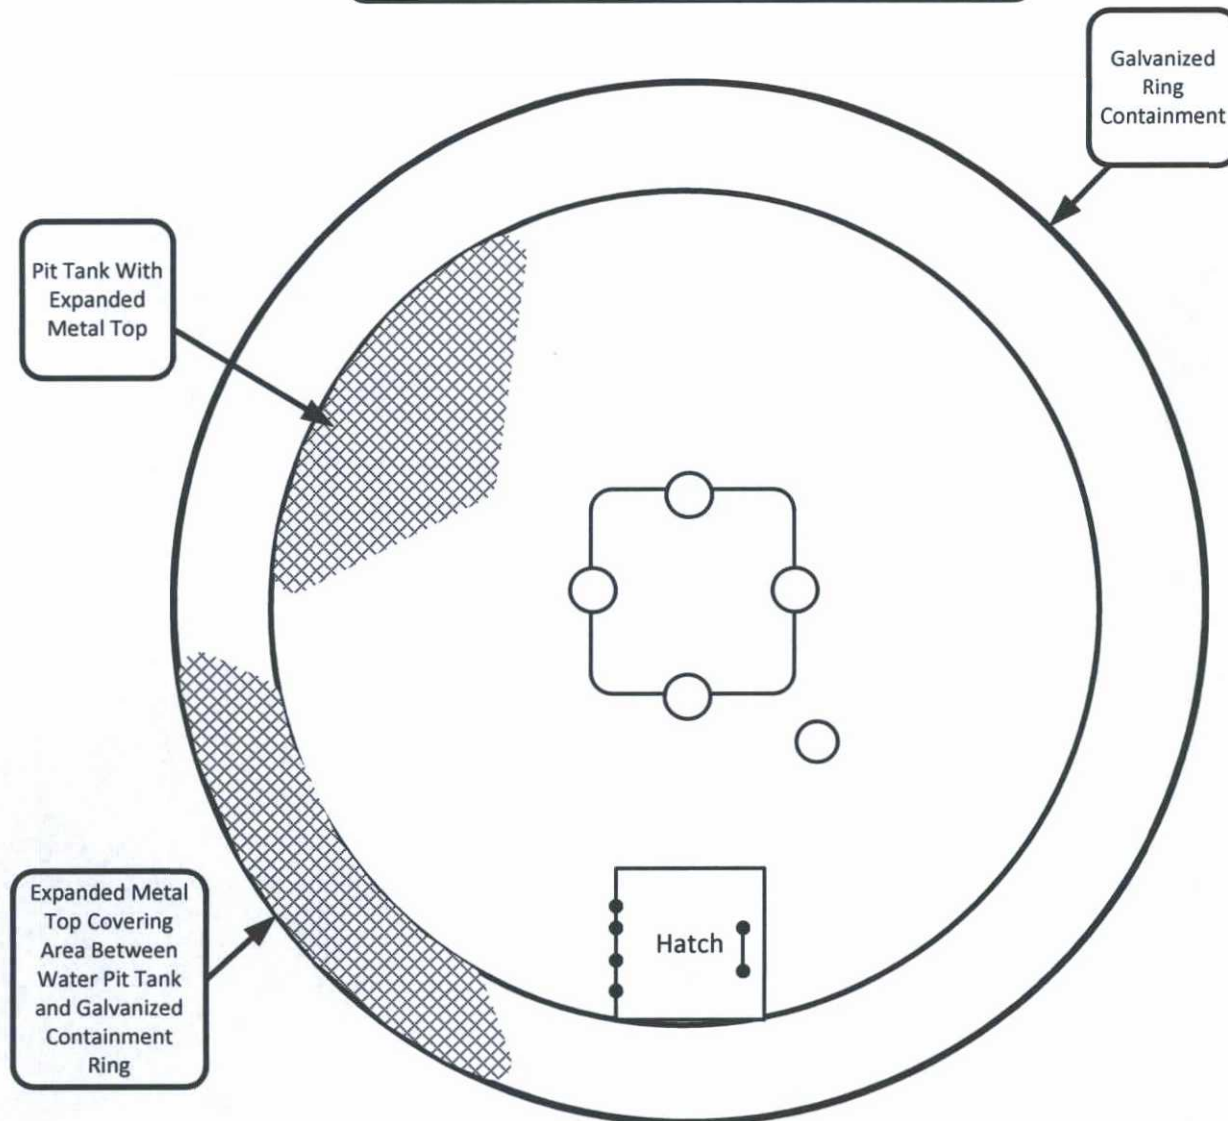 Galvanized
Ring
Containment
Pit Tank With
Expanded
Metal Top
Expanded Metal
Top Covering
Area Between
Water Pit Tank
and Galvanized
Containment
Ring
Hatch